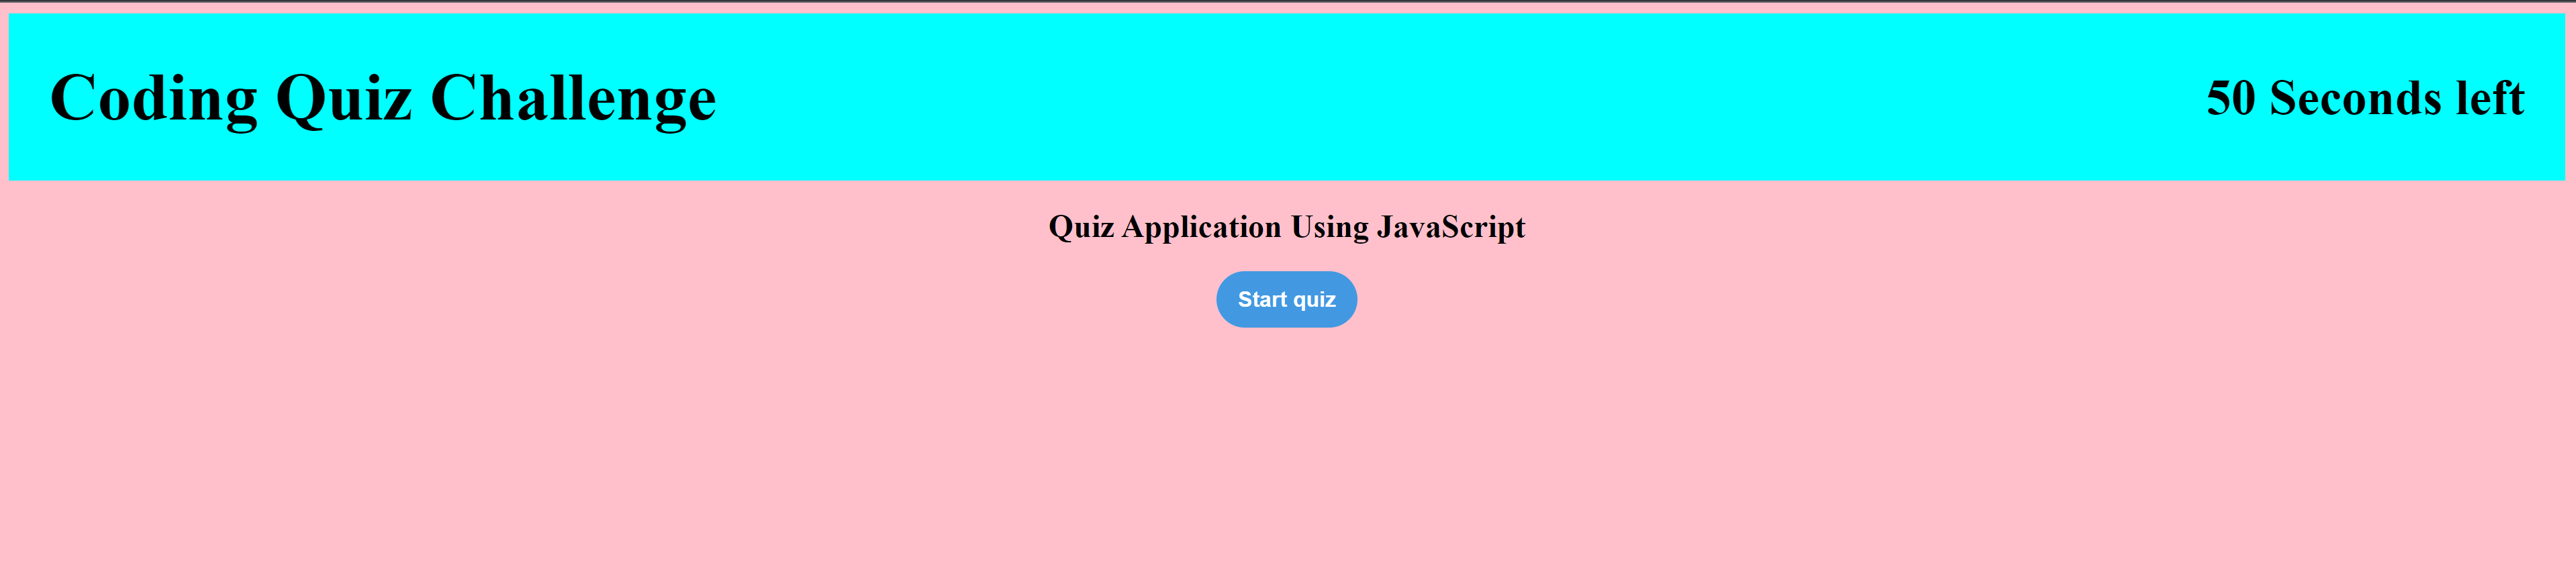 Coding Quiz Challenge
50 Seconds left
Quiz Application Using JavaScript
Start quiz